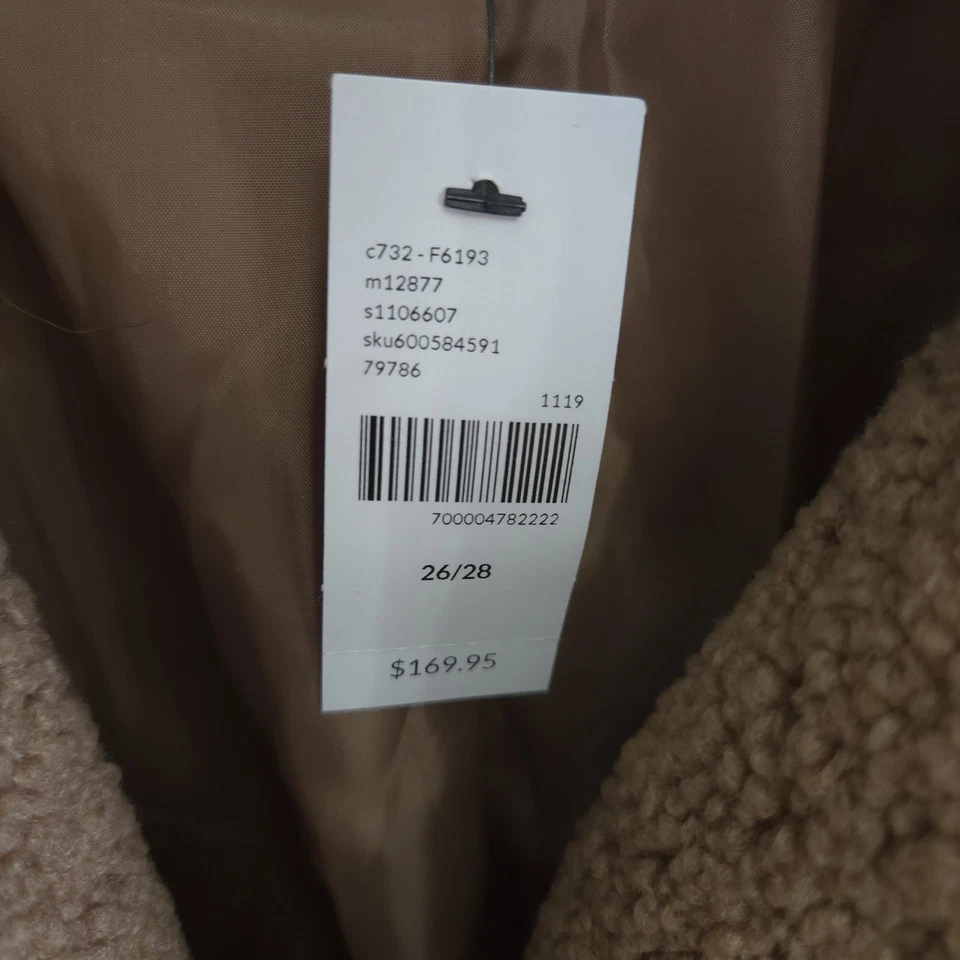 c732 - F6193
m12877
s1106607
sku600584591
79786
1119
700004782222
26/28
$169.95